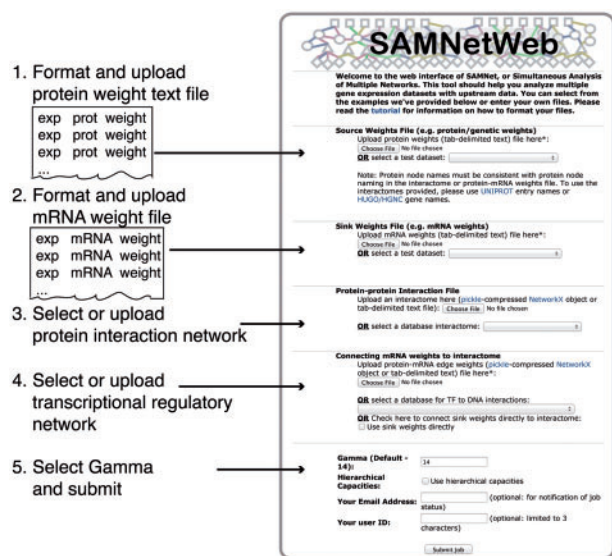 SAMNetWeb
1. Format and upload
protein weight text file
exp prot weight
exp prot weight
exp prot weight
...
2. Format and upload
mRNA weight file
exp mRNA weight
exp mRNA weight
exp mRNA weight
...
3. Select or upload
protein interaction network
4. Select or upload
transcriptional regulatory
network
5. Select Gamma
and submit
Welcome to the web interface of SAMNet, or Simultaneous Analysis
of Multiple Networks. This tool should help you analyze multiple
gene expression datasets with upstream data. You can select from
the examples we've provided below or enter your own files. Please
read the tutorial for information on how to format your files.
Source Weights File (e.g. protein/genetic weights)
Upload protein weights (tab-delimited text) file here*:
Choose File No file chosen
OR select a test dataset:
Note: Protein node names must be consistent with protein node
naming in the interactome or protein-mRNA weights file. To use the
interactomes provided, please use UNIPROT entry names or
HUGO/HGNC gene names.
Sink Weights File (e.g. mRNA weights)
Upload mRNA weights (tab-delimited text) file here*:
Choose File No file chosen
OR select a test dataset:
Protein-protein Interaction File
Upload an interactome here (pickle-compressed NetworkX object or
tab-delimited text file): Choose File No file chosen
OR select a database interactome:
Connecting mRNA weights to interactome
Upload protein-mRNA edge weights (pickle-compressed NetworkX
object or tab-delimited text) file here*:
Choose File No file chosen
OR select a database for TF to DNA interactions:
OR Check here to connect sink weights directly to interactome:
Use sink weights directly
Gamma (Default -
14): 14
Hierarchical
Capacities: Use hierarchical capacities
Your Email Address: (optional: for notification of job
status)
Your user ID: (optional: limited to 3
characters)
Submit Job